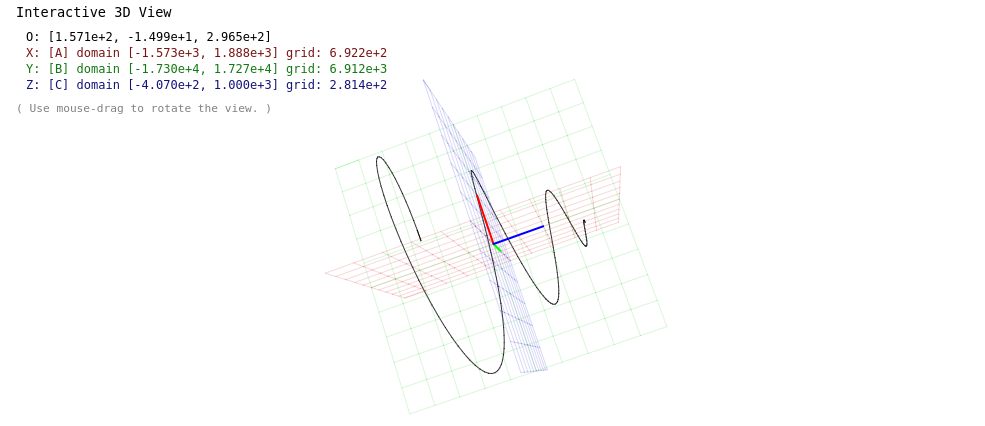 Interactive 3D View
O: [1.571e+2, -1.499e+1, 2.965e+2]
X: [A] domain [-1.573e+3, 1.888e+3] grid: 6.922e+2
Y: [B] domain [-1.730e+4, 1.727e+4] grid: 6.912e+3
Z: [C] domain [-4.070e+2, 1.000e+3] grid: 2.814e+2
( Use mouse-drag to rotate the view. )